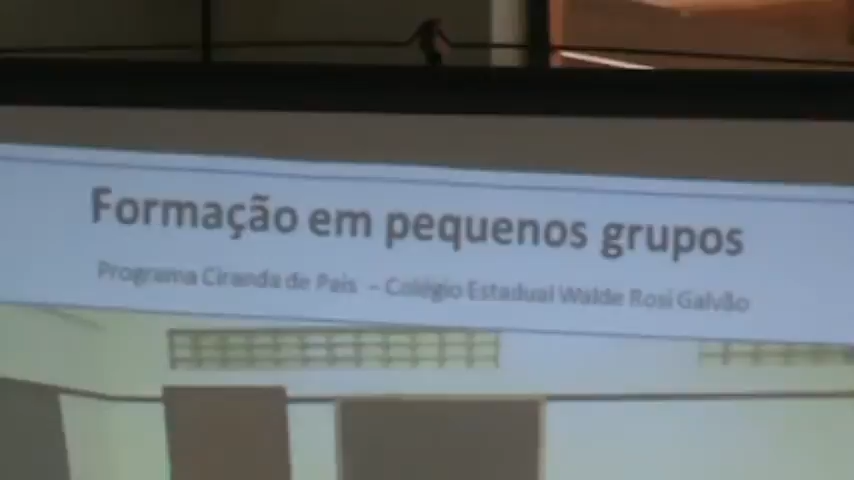 Formação em pequenos grupos
Programa Ciranda de Pais - Colégio Estadual Walde Rosi Galvão